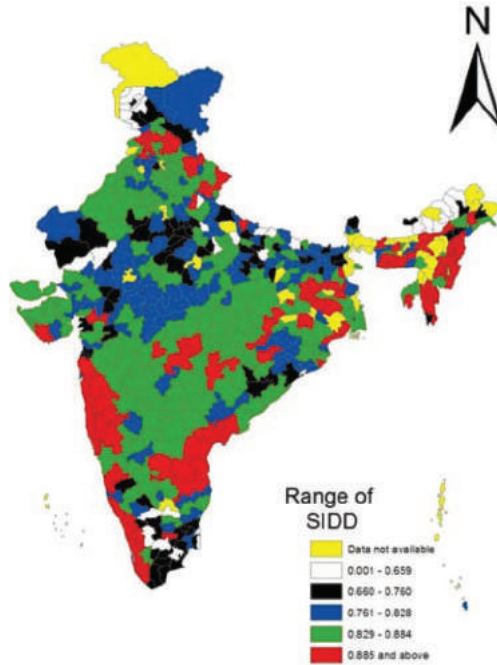 N
Range of
SIDD
Data not available
0.001 - 0.659
0.660 - 0.760
0.761 - 0.828
0.829 - 0.884
0.885 and above